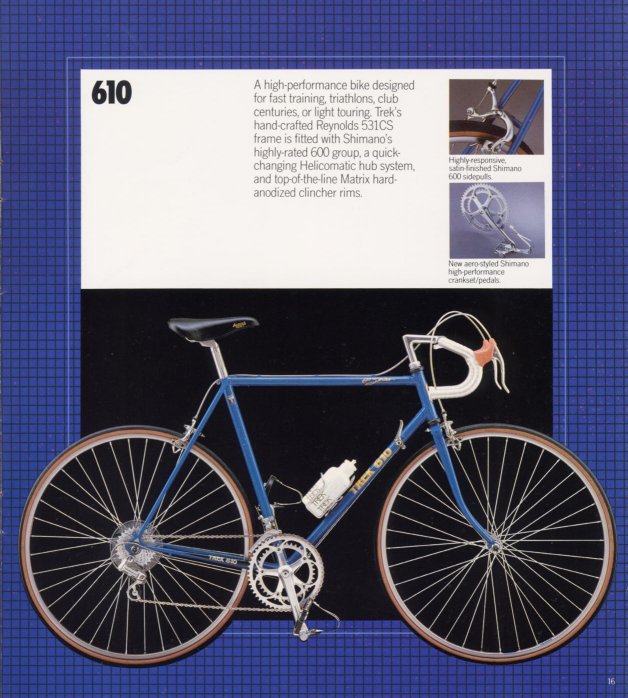 610
A high-performance bike designed
for fast training, triathlons, club
centuries, or light touring. Trek's
hand-crafted Reynolds 531CS
frame is fitted with Shimano's
highly-rated 600 group, a quick-
changing Helicomatic hub system,
and top-of-the-line Matrix hard-
anodized clincher rims.
Highly-responsive,
satin-finished Shimano
600 sidepulls.
New aero-styled Shimano
high-performance
crankset/pedals.
TREK 610
TREK
TREK 610
16